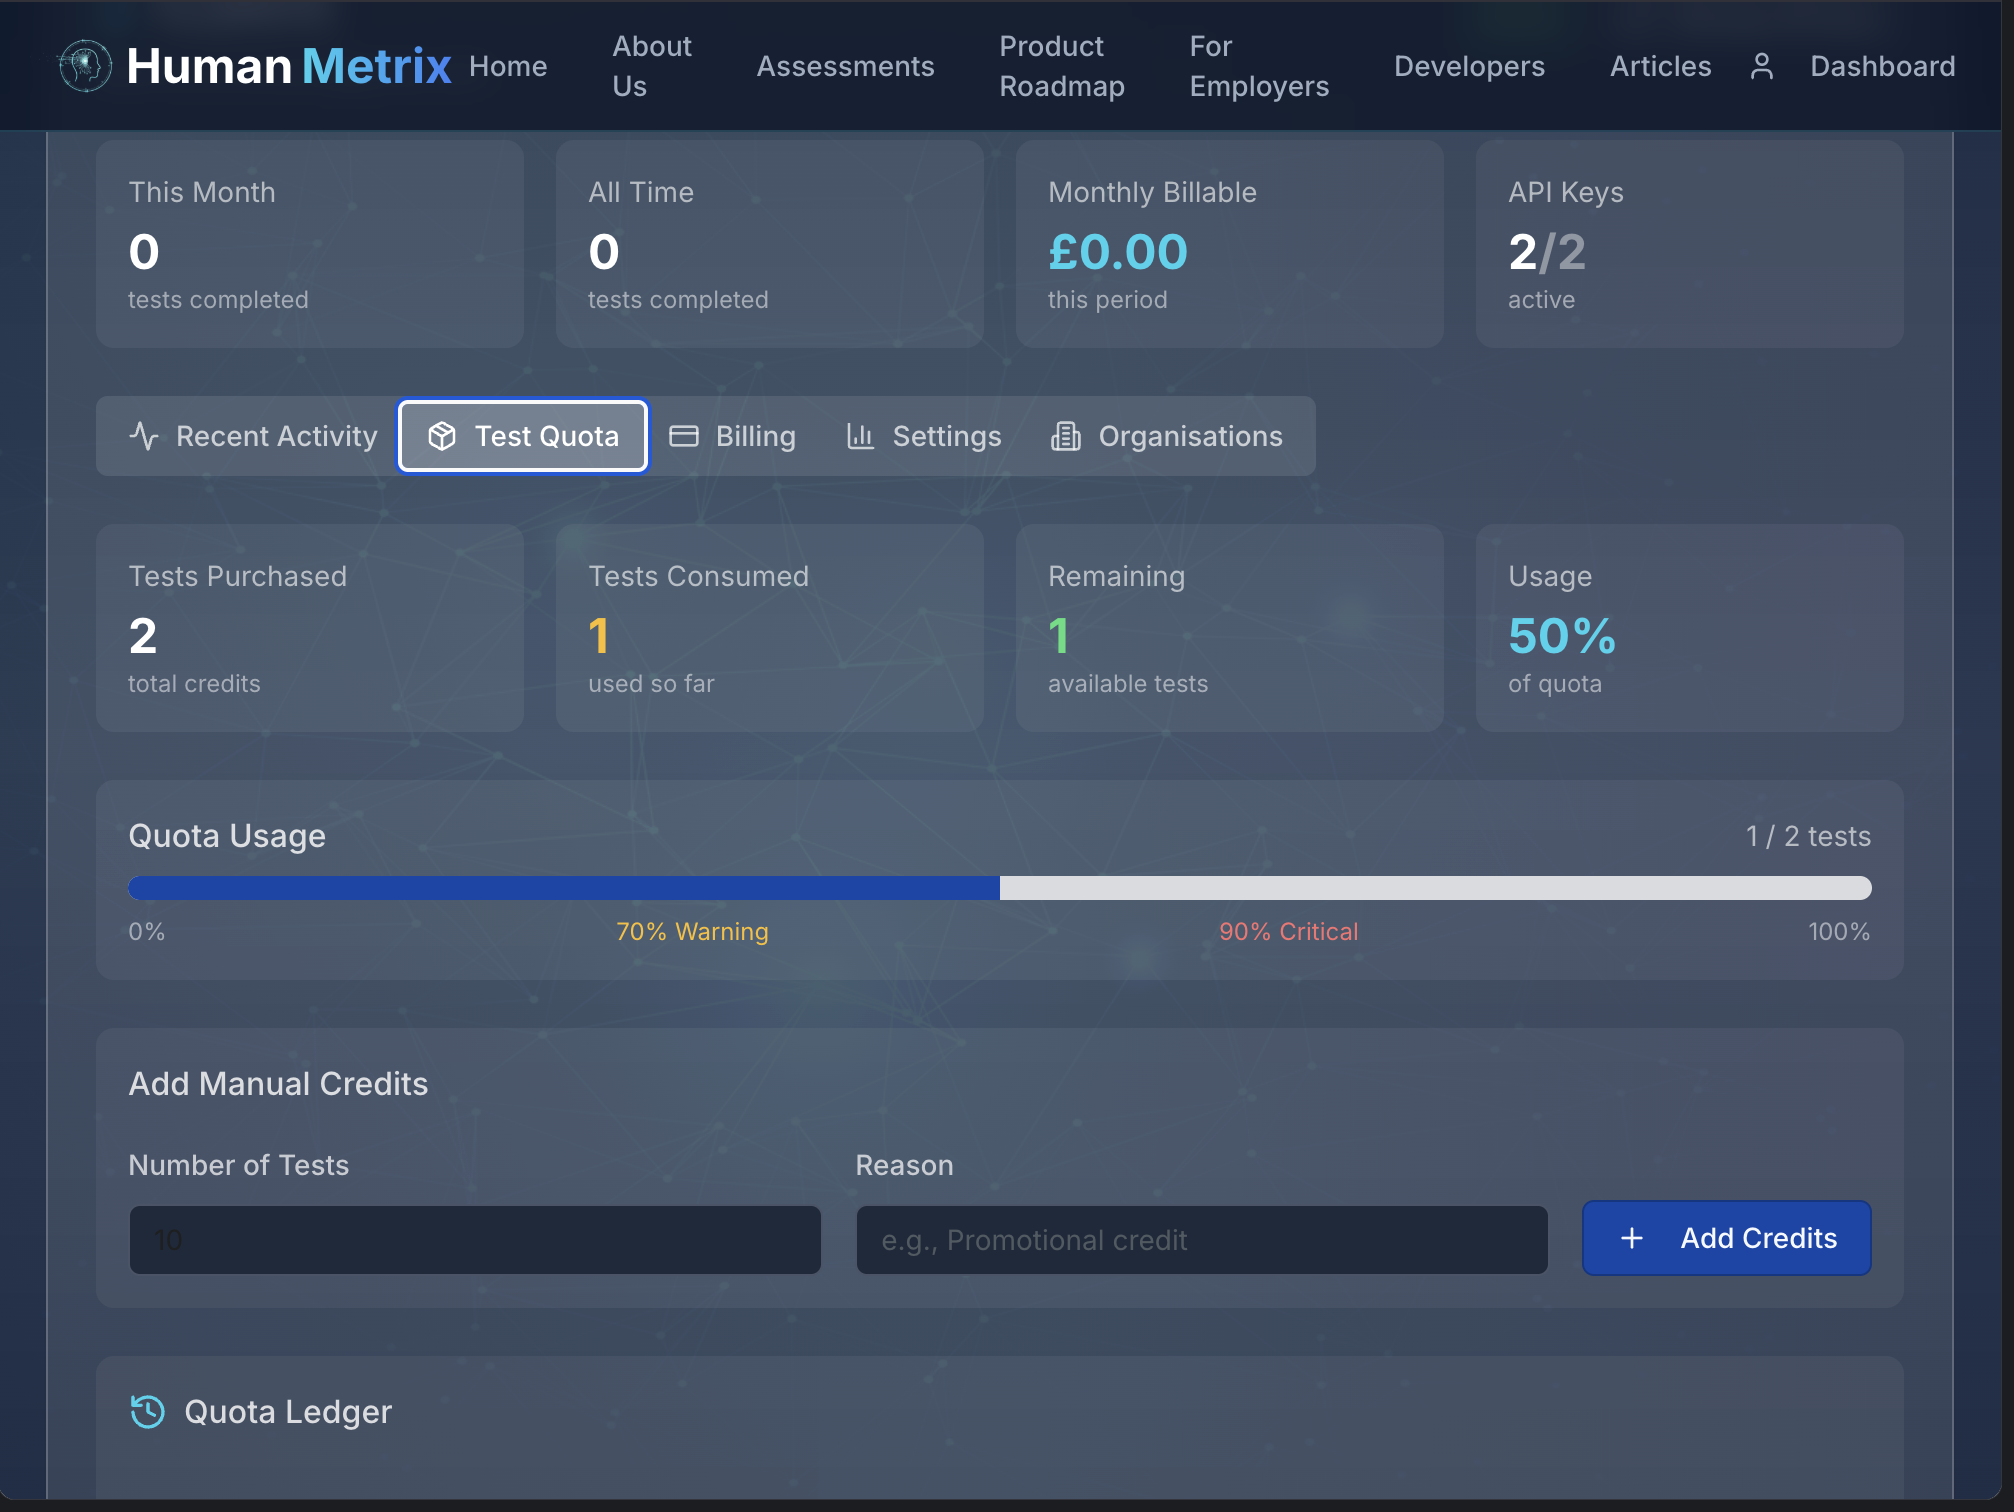 Human Metrix
Home
About
Us
Assessments
Product
Roadmap
For
Employers
Developers
Articles
Dashboard
This Month
0
tests completed
All Time
0
tests completed
Monthly Billable
£0.00
this period
API Keys
2/2
active
Recent Activity
Test Quota
Billing
Settings
Organisations
Tests Purchased
2
total credits
Tests Consumed
1
used so far
Remaining
1
available tests
Usage
50%
of quota
Quota Usage
1 / 2 tests
0%
70% Warning
90% Critical
100%
Add Manual Credits
Number of Tests
10
Reason
e.g., Promotional credit
Add Credits
Quota Ledger